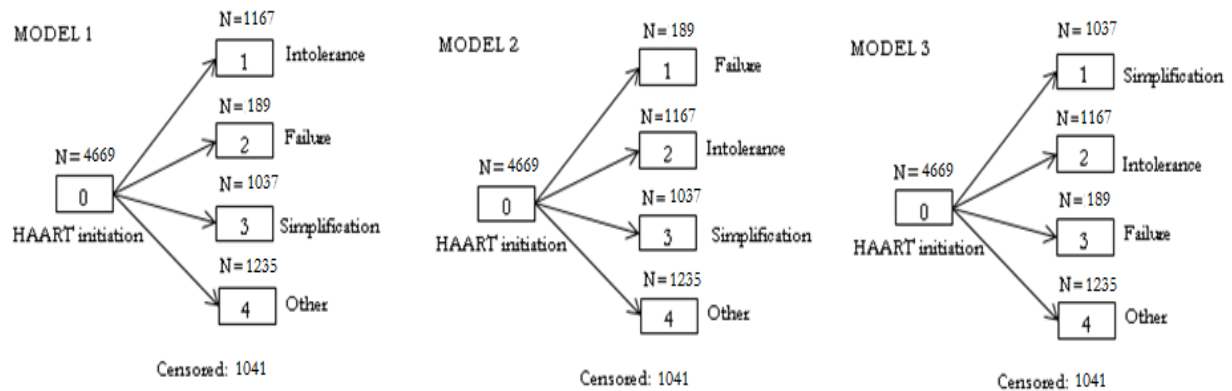 MODEL 1
N=1167
1
Intolerance
N= 189
2
Failure
N= 4669
0
HAART initiation
N=1037
3
Simplification
N=1235
4
Other
Censored: 1041
MODEL 2
N= 189
1
Failure
N=1167
2
Intolerance
N= 4669
0
HAART initiation
N=1037
3
Simplification
N=1235
4
Other
Censored: 1041
MODEL 3
N= 1037
1
Simplification
N=1167
2
Intolerance
N= 4669
0
HAART initiation
N= 189
3
Failure
N=1235
4
Other
Censored: 1041